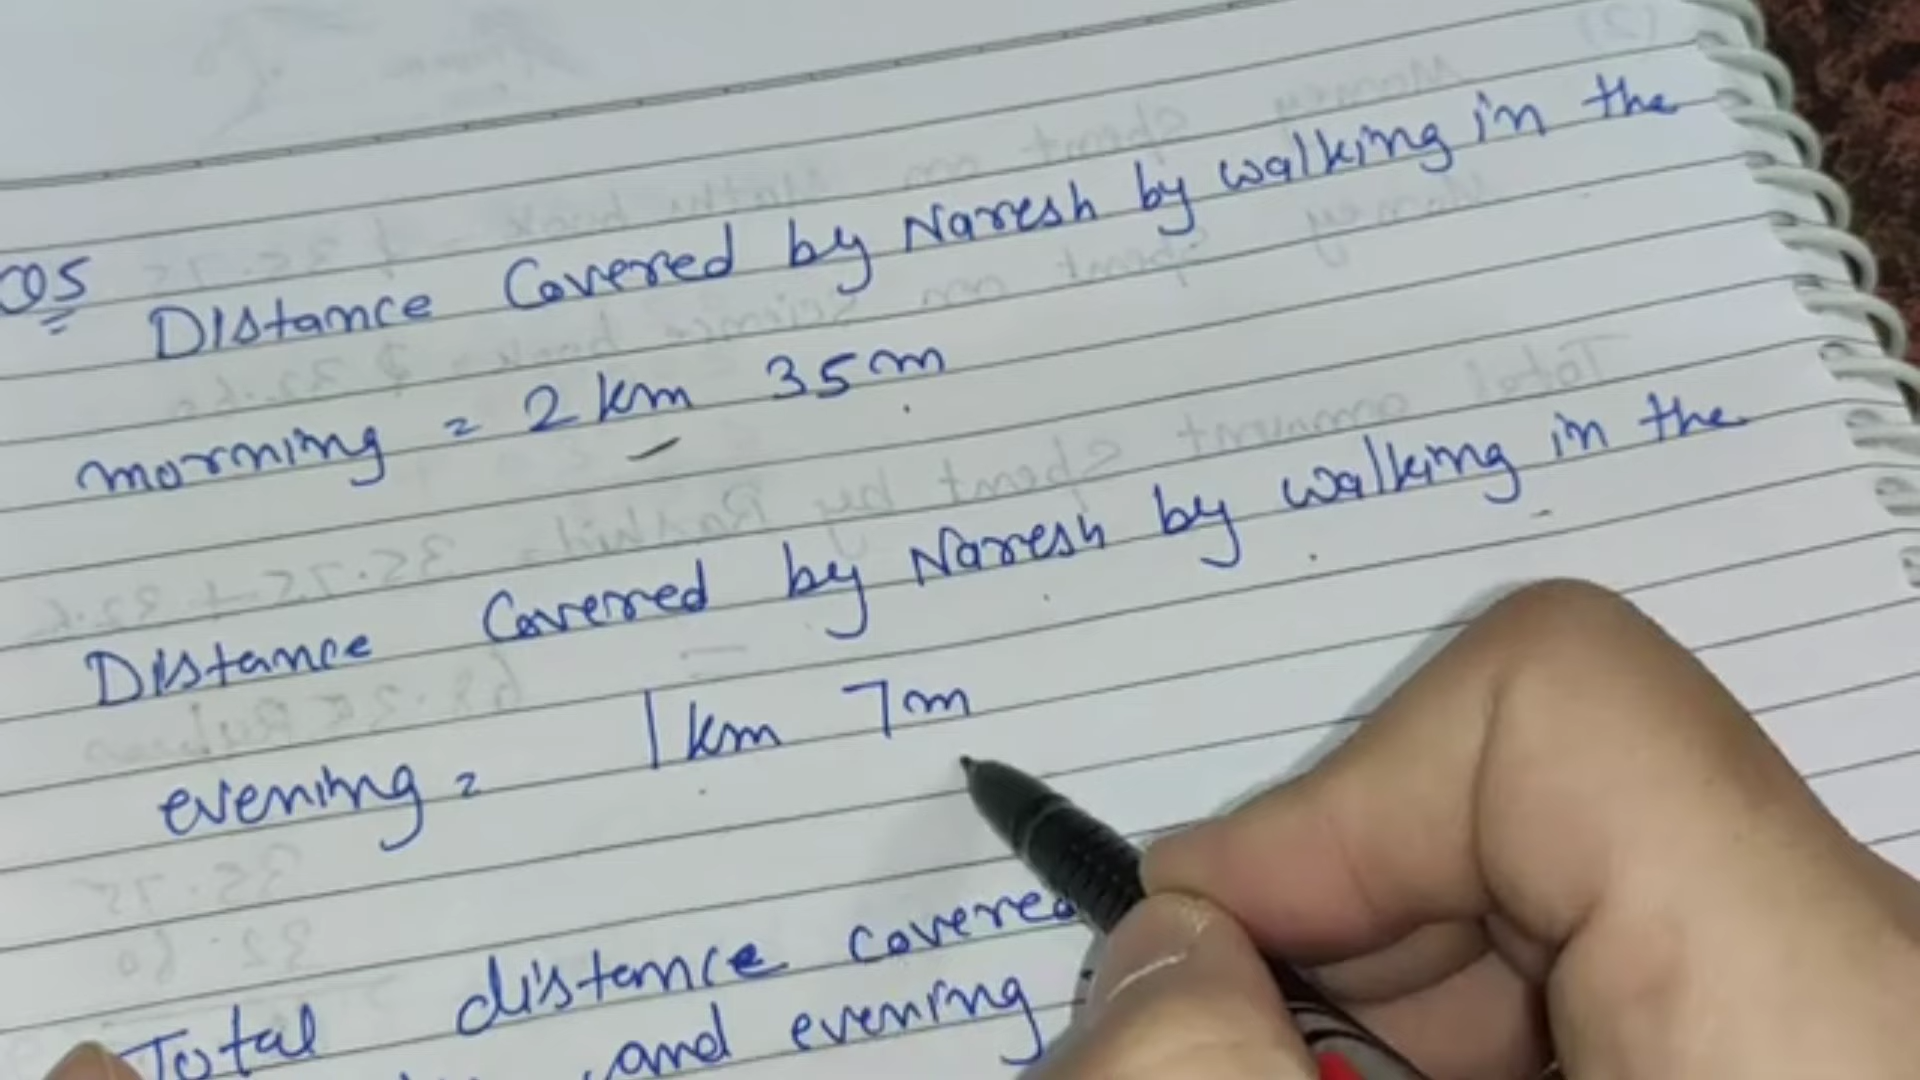 Q5
Distance Covered by Naresh by walking in the
morning = 2 km 35 m
Distance Covered by Naresh by walking in the
evening = 1 km 7 m
Total distance covered
and evening